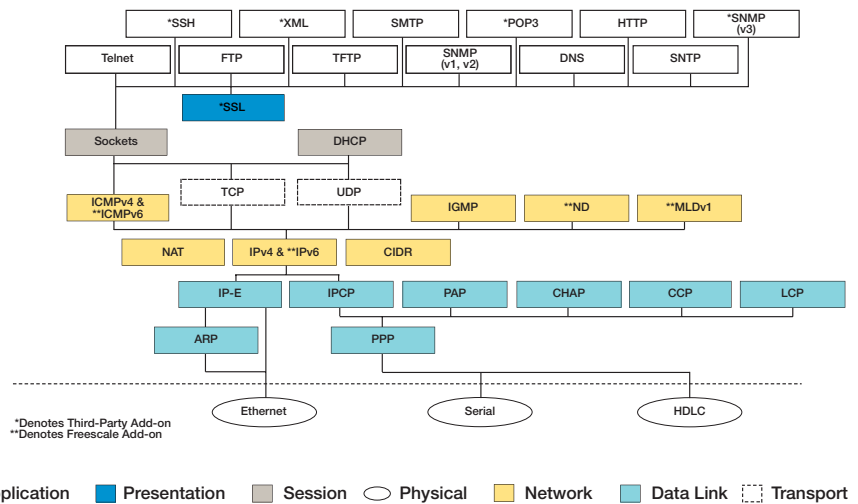 *SSH
*XML
SMTP
*POP3
HTTP
*SNMP
(v3)
Telnet
FTP
TFTP
SNMP
(v1, v2)
DNS
SNTP
*SSL
Sockets
DHCP
ICMPv4 &
**ICMPv6
TCP
UDP
IGMP
**ND
**MLDv1
NAT
IPv4 & **IPv6
CIDR
IP-E
IPCP
PAP
CHAP
CCP
LCP
ARP
PPP
Ethernet
Serial
HDLC
*Denotes Third-Party Add-on
**Denotes Freescale Add-on
plication
Presentation
Session
Physical
Network
Data Link
Transport